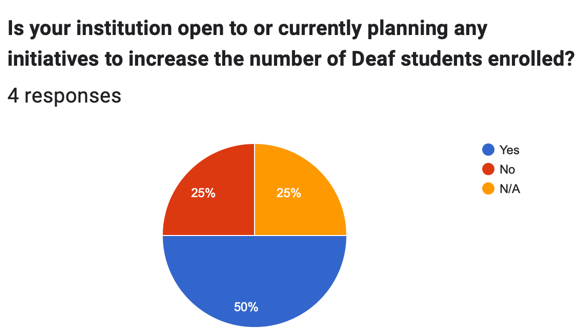 Is your institution open to or currently planning any
initiatives to increase the number of Deaf students enrolled?
4 responses
Yes
No
N/A
25%
25%
50%